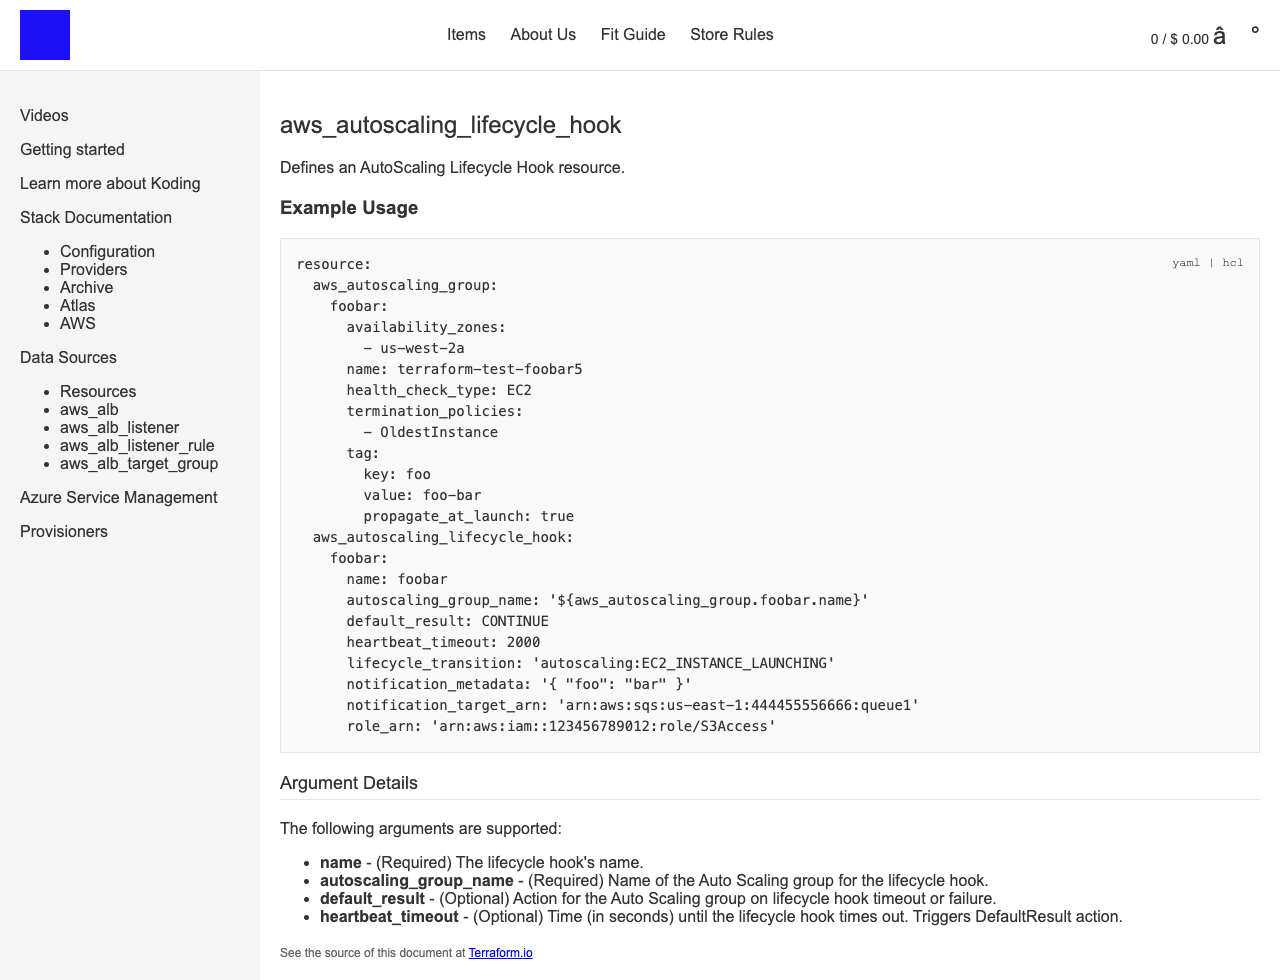 Items About Us Fit Guide Store Rules 0 / $ 0.00 â °
Videos
Getting started
Learn more about Koding
Stack Documentation
Configuration
Providers
Archive
Atlas
AWS
Data Sources
Resources
aws_alb
aws_alb_listener
aws_alb_listener_rule
aws_alb_target_group
Azure Service Management
Provisioners
aws_autoscaling_lifecycle_hook
Defines an AutoScaling Lifecycle Hook resource.
Example Usage
yaml | hcl
resource:
  aws_autoscaling_group:
    foobar:
      availability_zones:
        - us-west-2a
      name: terraform-test-foobar5
      health_check_type: EC2
      termination_policies:
        - OldestInstance
      tag:
        key: foo
        value: foo-bar
        propagate_at_launch: true
  aws_autoscaling_lifecycle_hook:
    foobar:
      name: foobar
      autoscaling_group_name: '${aws_autoscaling_group.foobar.name}'
      default_result: CONTINUE
      heartbeat_timeout: 2000
      lifecycle_transition: 'autoscaling:EC2_INSTANCE_LAUNCHING'
      notification_metadata: '{ "foo": "bar" }'
      notification_target_arn: 'arn:aws:sqs:us-east-1:444455556666:queue1'
      role_arn: 'arn:aws:iam::123456789012:role/S3Access'
Argument Details
The following arguments are supported:
name - (Required) The lifecycle hook's name.
autoscaling_group_name - (Required) Name of the Auto Scaling group for the lifecycle hook.
default_result - (Optional) Action for the Auto Scaling group on lifecycle hook timeout or failure.
heartbeat_timeout - (Optional) Time (in seconds) until the lifecycle hook times out. Triggers DefaultResult action.
See the source of this document at Terraform.io